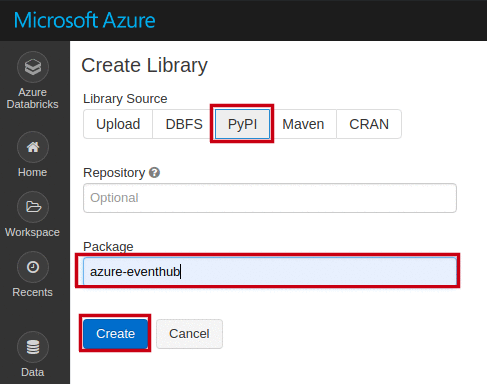 Microsoft Azure
Azure
Databricks
Home
Workspace
Recents
Data
Create Library
Library Source
Upload DBFS PyPI Maven CRAN
Repository ?
Optional
Package
azure-eventhub
Create Cancel